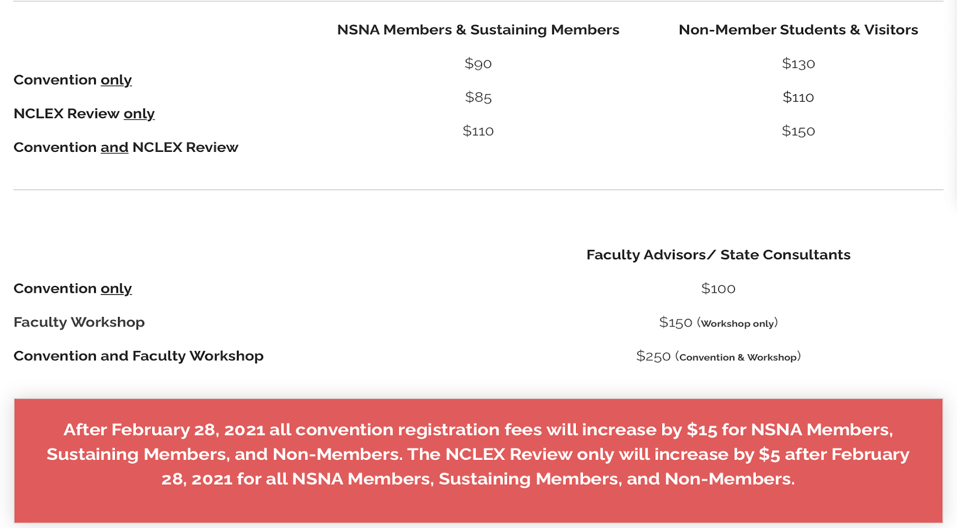 NSNA Members & Sustaining Members Non-Member Students & Visitors
$90 $130
Convention only
$85 $110
NCLEX Review only
$110 $150
Convention and NCLEX Review
Faculty Advisors/ State Consultants
Convention only $100
Faculty Workshop $150 (Workshop only)
Convention and Faculty Workshop $250 (Convention & Workshop)
After February 28, 2021 all convention registration fees will increase by $15 for NSNA Members,
Sustaining Members, and Non-Members. The NCLEX Review only will increase by $5 after February
28, 2021 for all NSNA Members, Sustaining Members, and Non-Members.